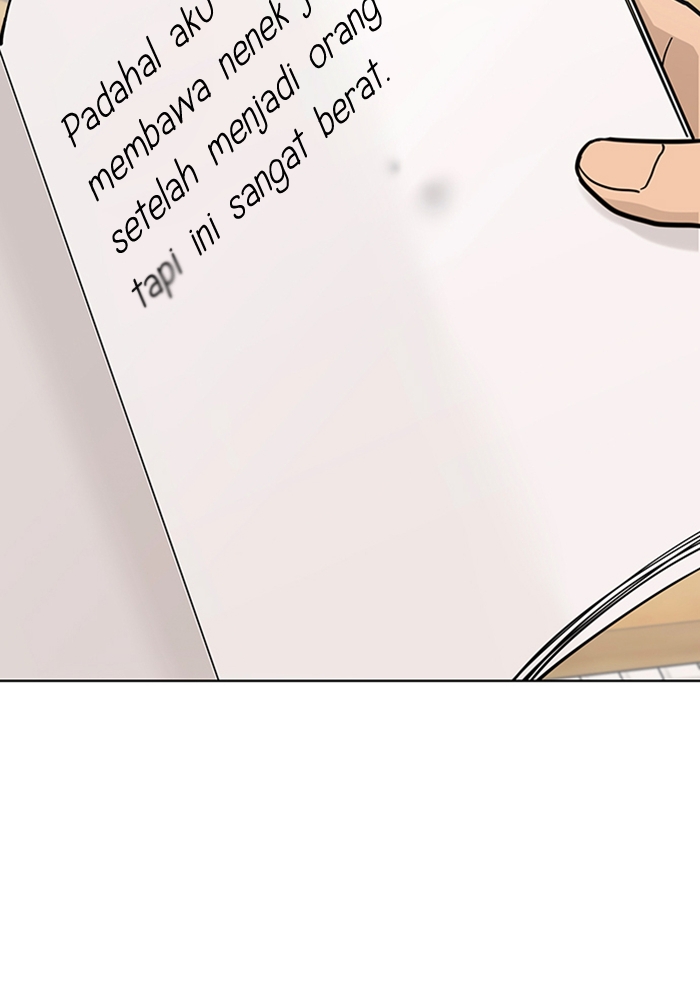 Padahal aku
membawa nenek
setelah menjadi orang
tapi ini sangat berat.